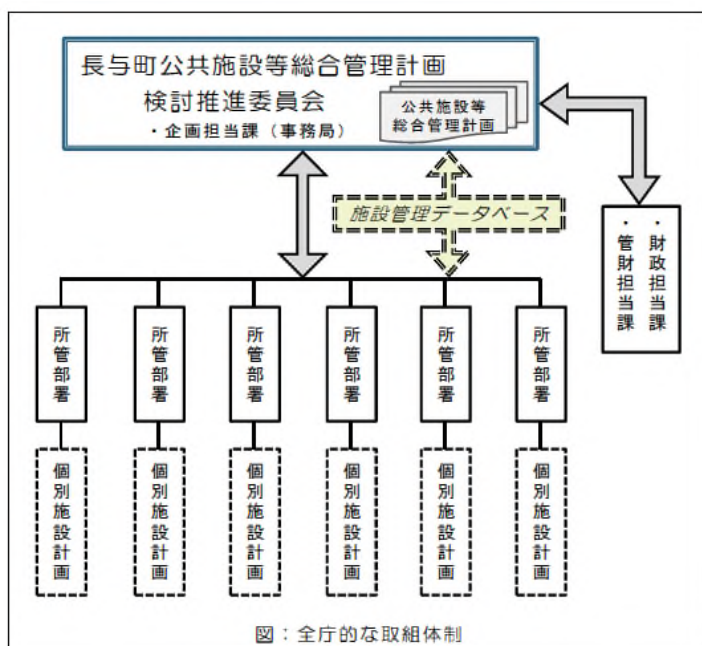 長与町公共施設等総合管理計画
検討推進委員会
・企画担当課（事務局）
公共施設等
総合管理計画
施設管理データベース
・財政担当課
・管財担当課
所管部署
所管部署
所管部署
所管部署
所管部署
所管部署
個別施設計画
個別施設計画
個別施設計画
個別施設計画
個別施設計画
個別施設計画
図：全庁的な取組体制